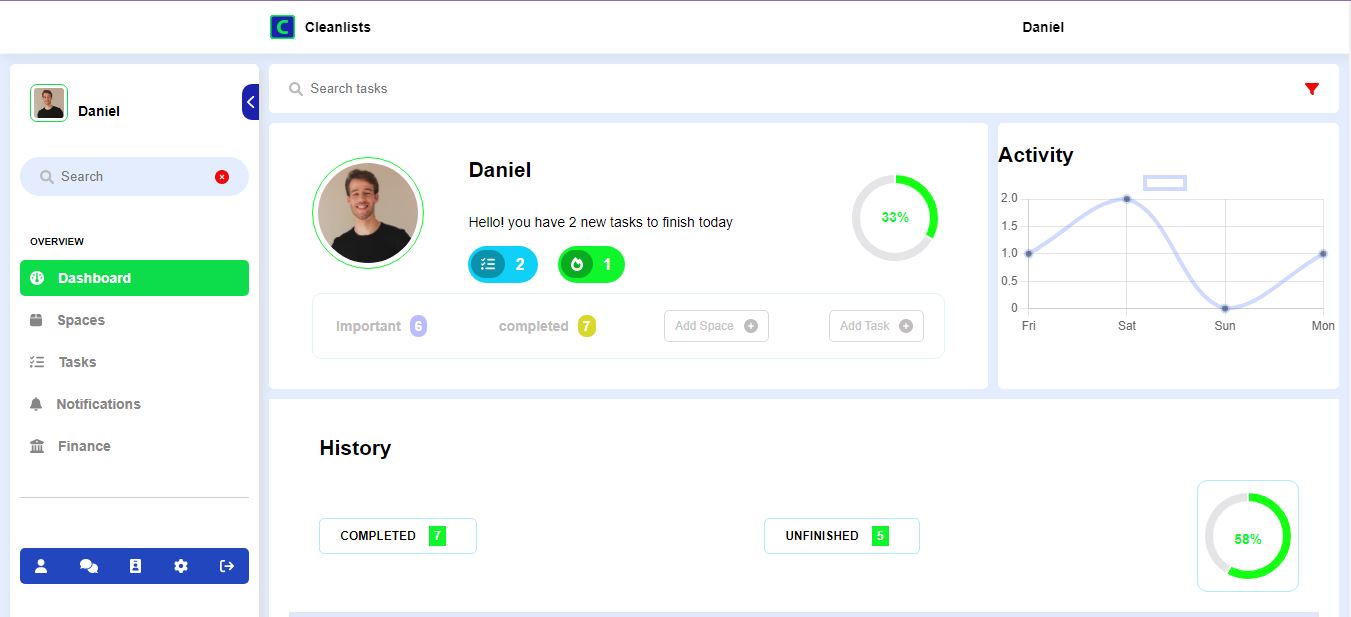 C Cleanlists
Daniel
Daniel
Search
OVERVIEW
Dashboard
Spaces
Tasks
Notifications
Finance
Search tasks
Daniel
Hello! you have 2 new tasks to finish today
2 1
33%
Important 6 completed 7 Add Space Add Task
Activity
2.0
1.5
1.0
0.5
0
Fri Sat Sun Mon
History
COMPLETED 7 UNFINISHED 5
58%